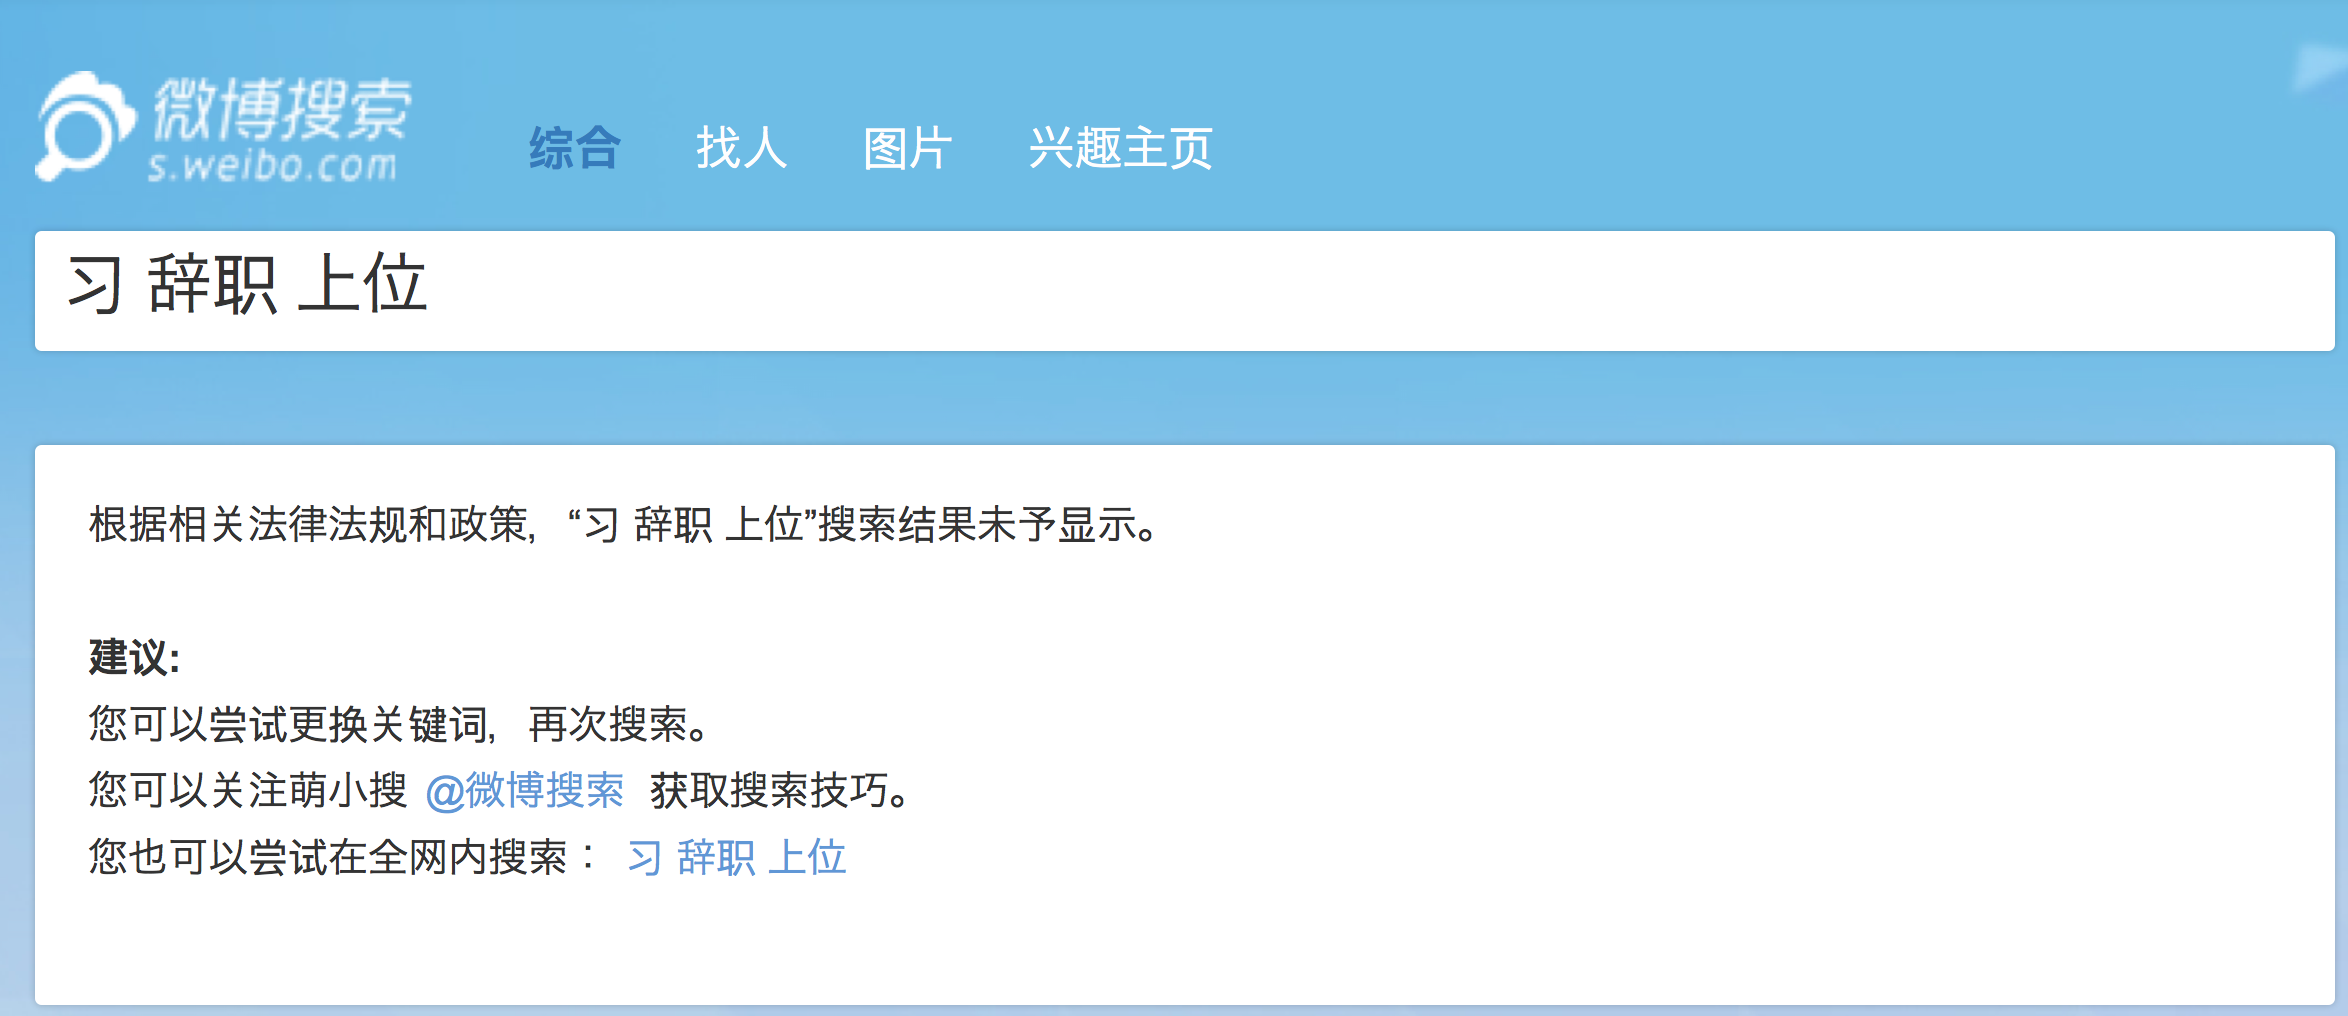 微博搜索
s.weibo.com
综合 找人 图片 兴趣主页
习 辞职 上位
根据相关法律法规和政策，“习 辞职 上位”搜索结果未予显示。
建议:
您可以尝试更换关键词，再次搜索。
您可以关注萌小搜 @微博搜索 获取搜索技巧。
您也可以尝试在全网内搜索： 习 辞职 上位